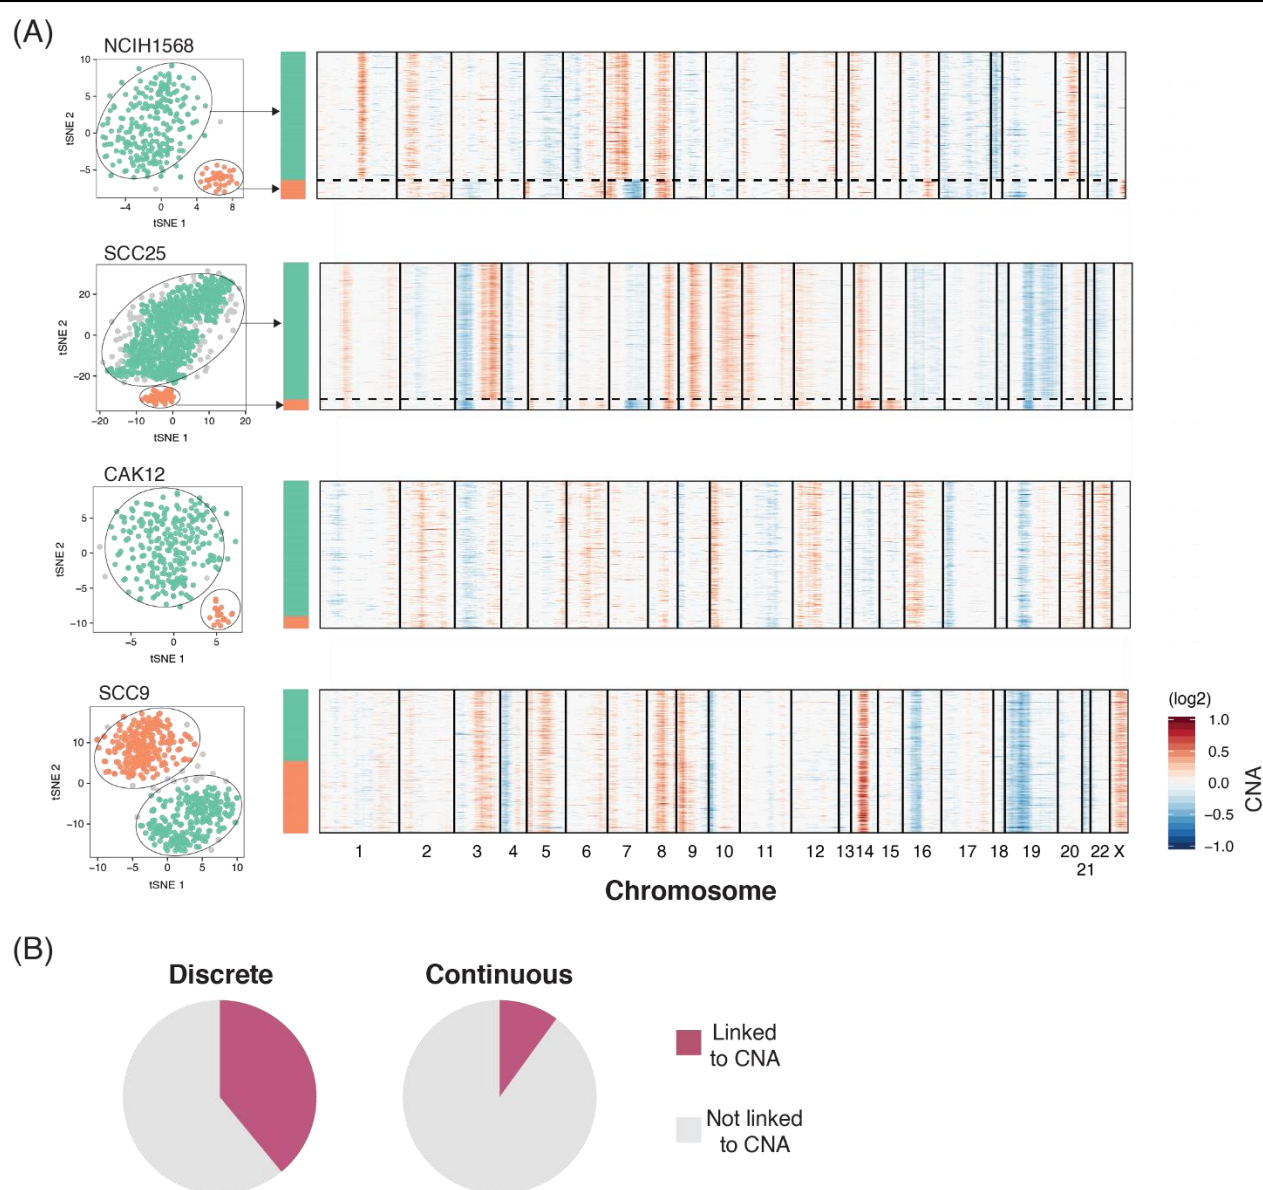 (A)
NCIH1568
10
5
0
−5
tSNE 2
−4 0 4 8
tSNE 1
SCC25
20
0
−20
tSNE 2
−20 −10 0 10 20
tSNE 1
CAK12
5
0
−5
−10
tSNE 2
−5 0 5
tSNE 1
SCC9
10
0
−10
tSNE 2
−10 −5 0 5 10
tSNE 1
1 2 3 4 5 6 7 8 9 10 11 12 13 14 15 16 17 18 19 20 22 X
21
Chromosome
(log2)
1.0
0.5
0.0
−0.5
−1.0
CNA
(B)
Discrete
Continuous
Linked
to CNA
Not linked
to CNA